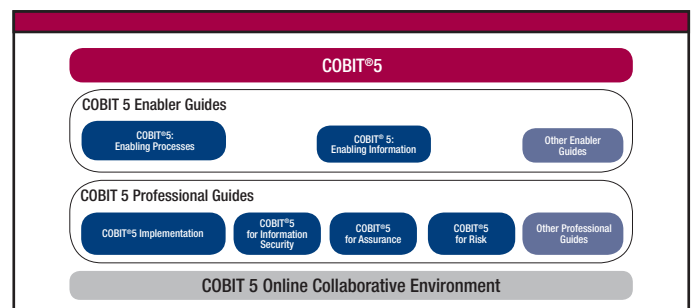 COBIT®5
COBIT 5 Enabler Guides
COBIT®5:
Enabling Processes
COBIT® 5:
Enabling Information
Other Enabler
Guides
COBIT 5 Professional Guides
COBIT®5 Implementation
COBIT®5
for Information
Security
COBIT®5
for Assurance
COBIT®5
for Risk
Other Professional
Guides
COBIT 5 Online Collaborative Environment